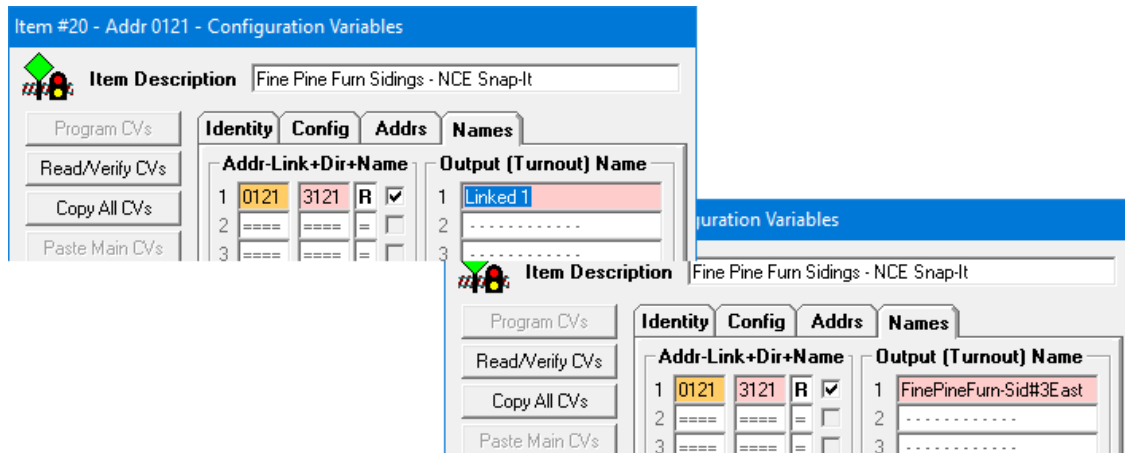 Item #20 - Addr 0121 - Configuration Variables
Item Description Fine Pine Furn Sidings - NCE Snap-It
Program CVs
Read/Verify CVs
Copy All CVs
Paste Main CVs
Identity Config Addrs Names
Addr-Link+Dir+Name Output (Turnout) Name
1 0121 3121 R 1 Linked 1
2 ==== ==== = 2 - - - - - - - - - - - -
3 ==== ==== = 3 - - - - - - - - - - - -
juration Variables
Item Description Fine Pine Furn Sidings - NCE Snap-It
Program CVs
Read/Verify CVs
Copy All CVs
Paste Main CVs
Identity Config Addrs Names
Addr-Link+Dir+Name Output (Turnout) Name
1 0121 3121 R 1 FinePineFurn-Sid#3East
2 ==== ==== = 2 - - - - - - - - - - - -
3 ==== ==== = 3 - - - - - - - - - - - -